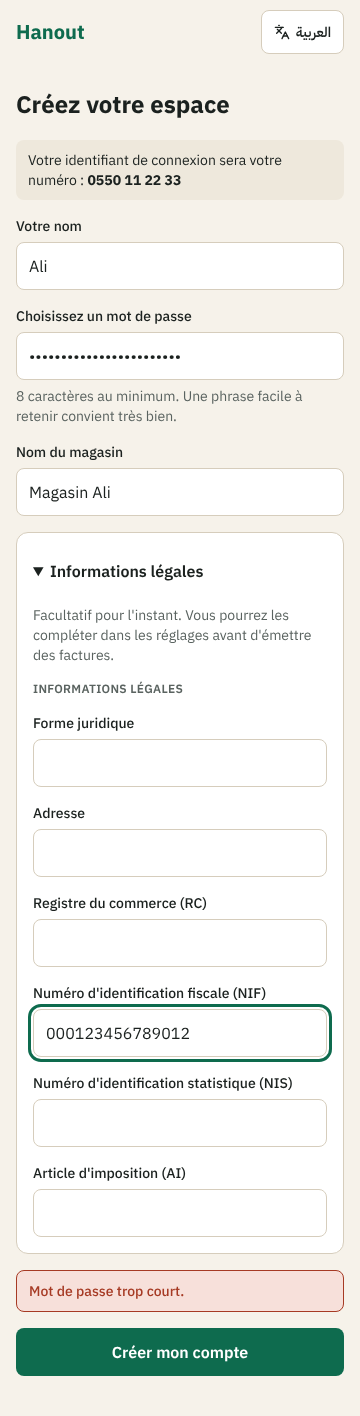 Hanout
العربية
Créez votre espace
Votre identifiant de connexion sera votre
numéro : 0550 11 22 33
Votre nom
Ali
Choisissez un mot de passe
••••••••••••••••••••••••
8 caractères au minimum. Une phrase facile à
retenir convient très bien.
Nom du magasin
Magasin Ali
▼ Informations légales
Facultatif pour l'instant. Vous pourrez les
compléter dans les réglages avant d'émettre
des factures.
INFORMATIONS LÉGALES
Forme juridique
Adresse
Registre du commerce (RC)
Numéro d'identification fiscale (NIF)
000123456789012
Numéro d'identification statistique (NIS)
Article d'imposition (AI)
Mot de passe trop court.
Créer mon compte